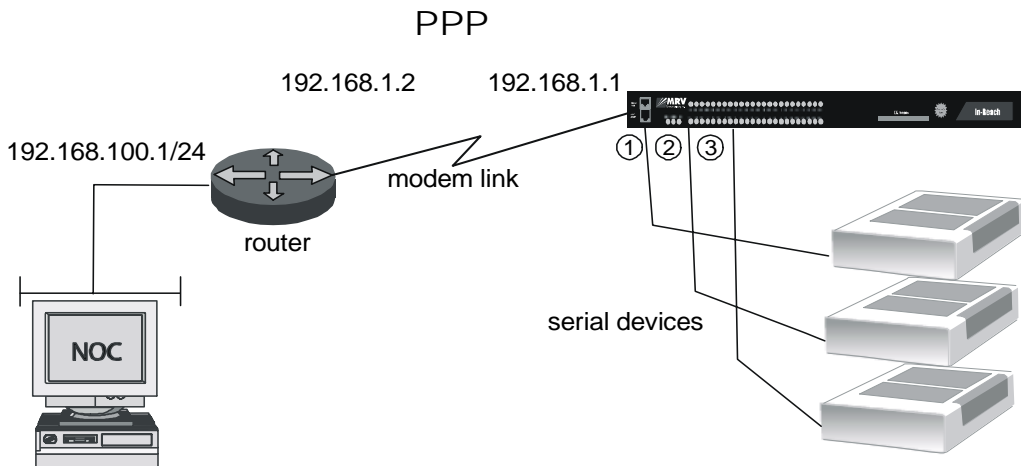 PPP
192.168.1.2
192.168.1.1
MRV
In-Reach
① ② ③
192.168.100.1/24
modem link
router
serial devices
NOC